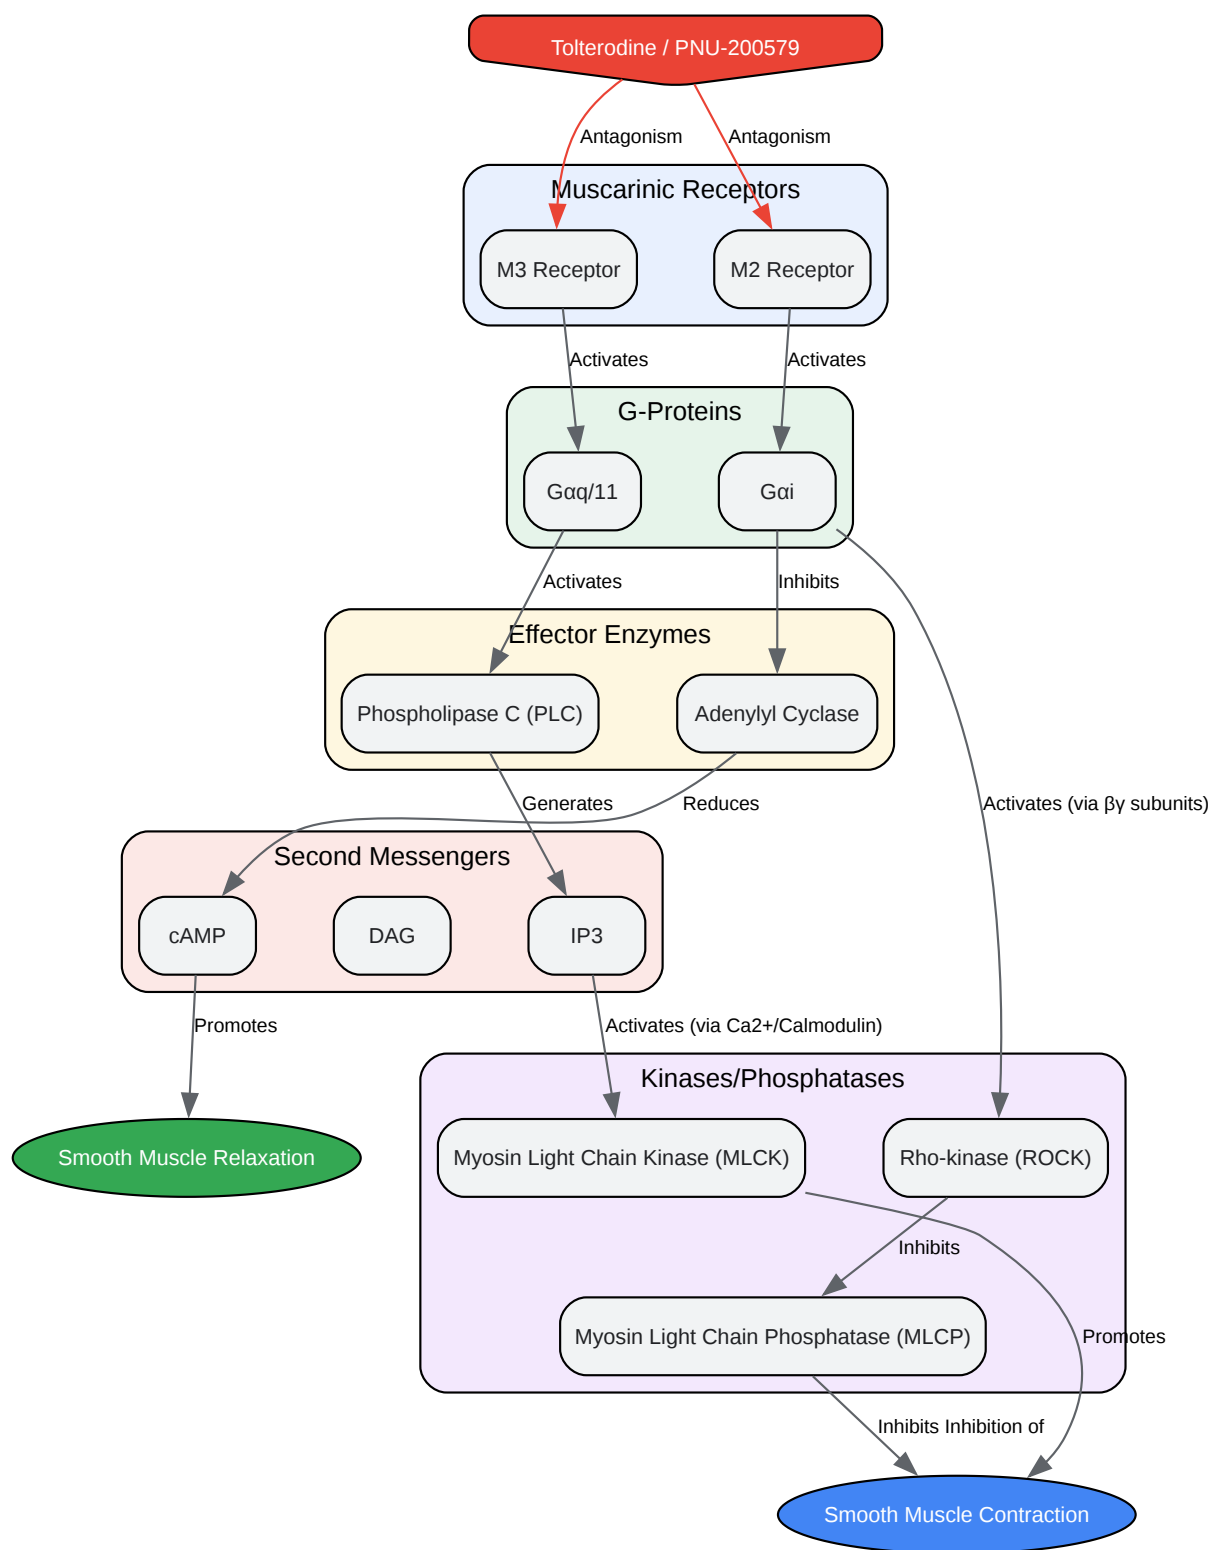 Tolterodine / PNU-200579
Antagonism
Antagonism
Muscarinic Receptors
M3 Receptor
M2 Receptor
Activates
Activates
G-Proteins
Gαq/11
Gαi
Activates
Inhibits
Effector Enzymes
Phospholipase C (PLC)
Adenylyl Cyclase
Generates
Reduces
Activates (via βγ subunits)
Second Messengers
cAMP
DAG
IP3
Promotes
Activates (via Ca2+/Calmodulin)
Kinases/Phosphatases
Smooth Muscle Relaxation
Myosin Light Chain Kinase (MLCK)
Rho-kinase (ROCK)
Inhibits
Myosin Light Chain Phosphatase (MLCP)
Promotes
Inhibits Inhibition of
Smooth Muscle Contraction